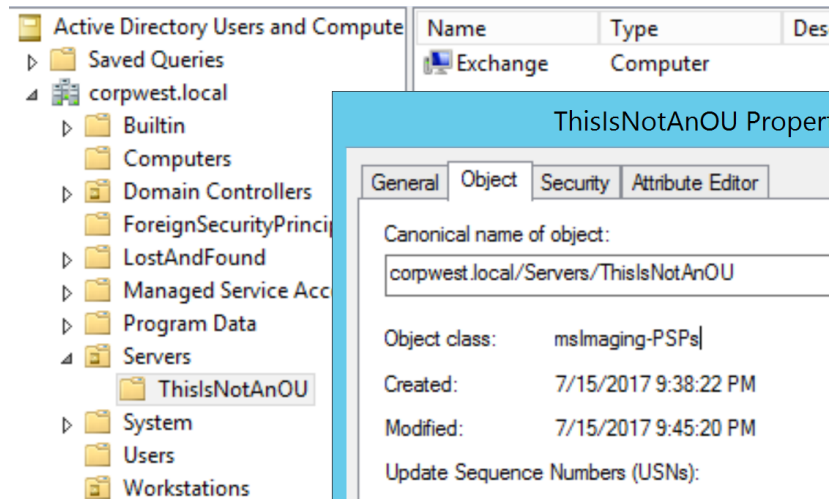 Active Directory Users and Compute
Saved Queries
corpwest.local
Builtin
Computers
Domain Controllers
ForeignSecurityPrincip
LostAndFound
Managed Service Acc
Program Data
Servers
ThisIsNotAnOU
System
Users
Workstations
Name Type Des
Exchange Computer
ThisIsNotAnOU Propert
General Object Security Attribute Editor
Canonical name of object:
corpwest.local/Servers/ThisIsNotAnOU
Object class: msImaging-PSPs
Created: 7/15/2017 9:38:22 PM
Modified: 7/15/2017 9:45:20 PM
Update Sequence Numbers (USNs):